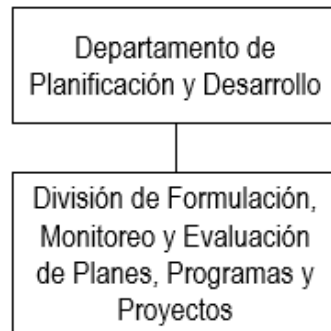 Departamento de
Planificación y Desarrollo
División de Formulación,
Monitoreo y Evaluación
de Planes, Programas y
Proyectos